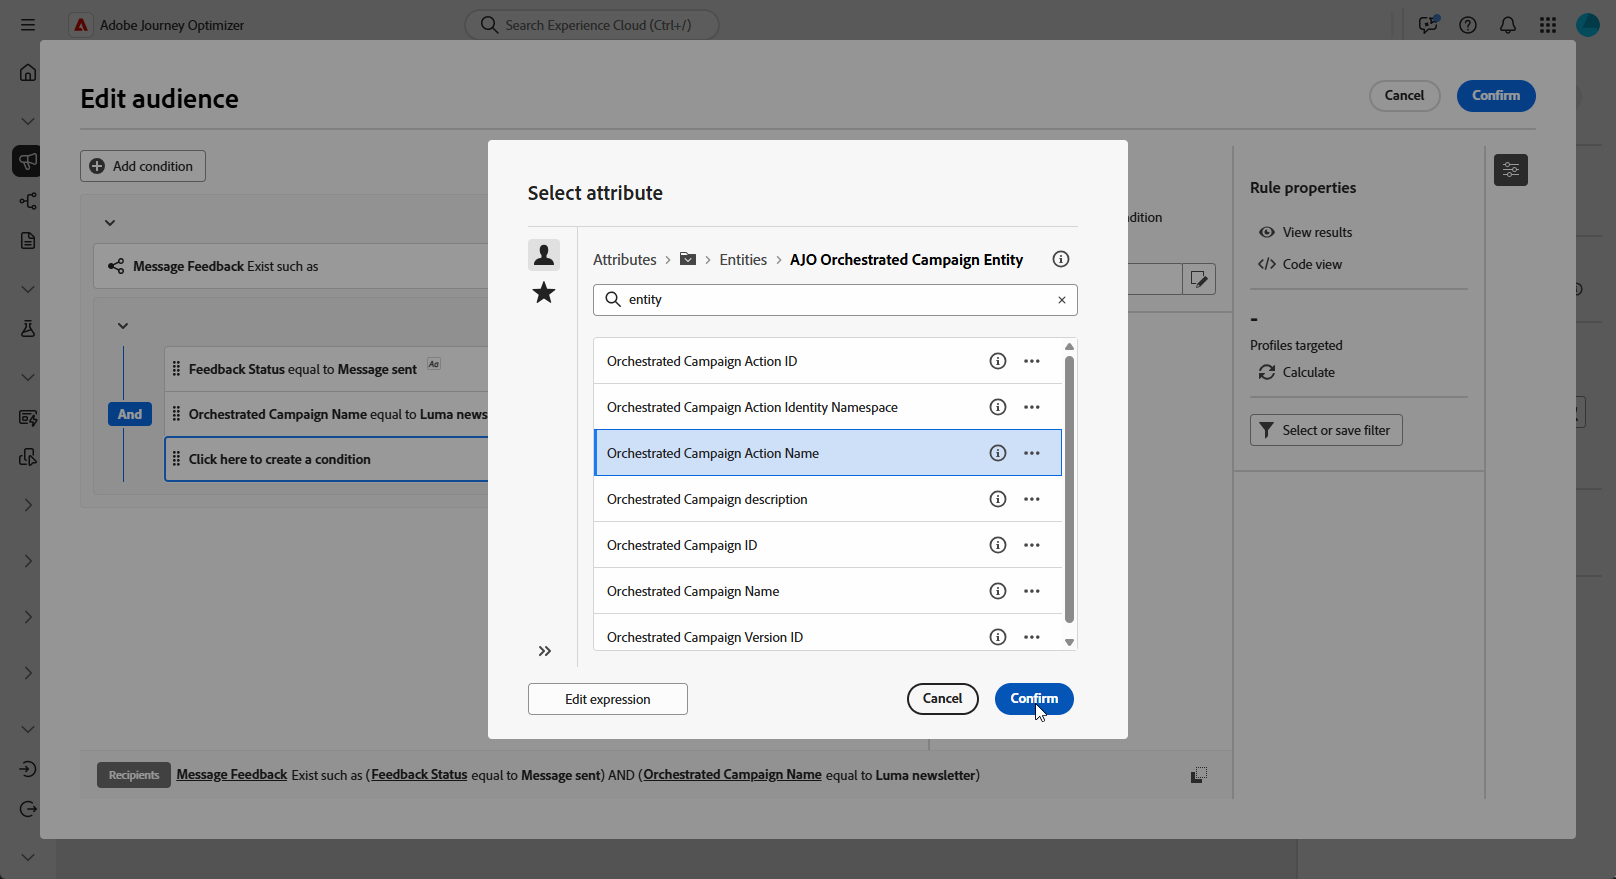 Adobe Journey Optimizer
Search Experience Cloud (Ctrl+/)
Edit audience
Cancel
Confirm
Add condition
Message Feedback Exist such as
Feedback Status equal to Message sent
Aa
And
Orchestrated Campaign Name equal to Luma news
Click here to create a condition
Select attribute
Attributes > > Entities > AJO Orchestrated Campaign Entity
entity
Orchestrated Campaign Action ID
Orchestrated Campaign Action Identity Namespace
Orchestrated Campaign Action Name
Orchestrated Campaign description
Orchestrated Campaign ID
Orchestrated Campaign Name
Orchestrated Campaign Version ID
Edit expression
Cancel
Confirm
dition
Rule properties
View results
</> Code view
-
Profiles targeted
Calculate
Select or save filter
Recipients Message Feedback Exist such as (Feedback Status equal to Message sent) AND (Orchestrated Campaign Name equal to Luma newsletter)